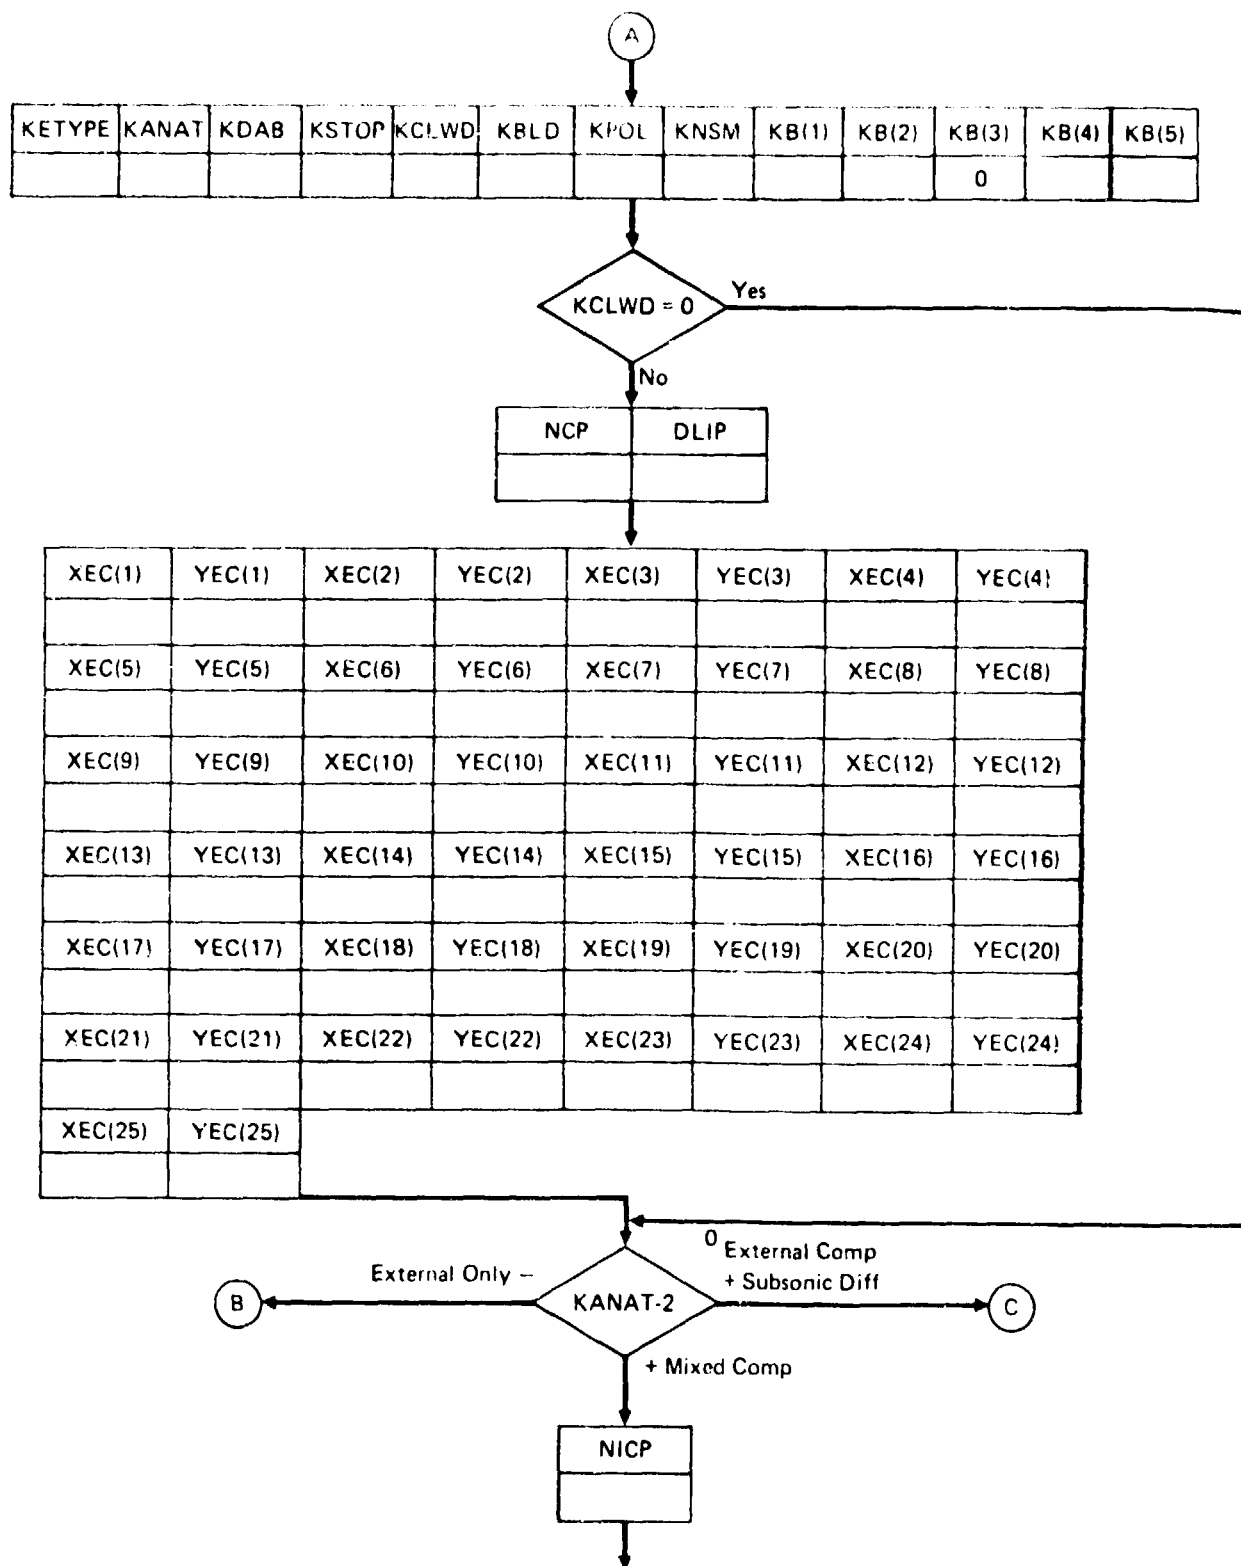 A
KETYPE KANAT KDAB KSTOP KCLWD KBLD KPOL KNSM KB(1) KB(2) KB(3) KB(4) KB(5)
0
KCLWD = 0
Yes
No
NCP DLIP
XEC(1) YEC(1) XEC(2) YEC(2) XEC(3) YEC(3) XEC(4) YEC(4)
XEC(5) YEC(5) XEC(6) YEC(6) XEC(7) YEC(7) XEC(8) YEC(8)
XEC(9) YEC(9) XEC(10) YEC(10) XEC(11) YEC(11) XEC(12) YEC(12)
XEC(13) YEC(13) XEC(14) YEC(14) XEC(15) YEC(15) XEC(16) YEC(16)
XEC(17) YEC(17) XEC(18) YEC(18) XEC(19) YEC(19) XEC(20) YEC(20)
XEC(21) YEC(21) XEC(22) YEC(22) XEC(23) YEC(23) XEC(24) YEC(24)
XEC(25) YEC(25)
0 External Comp
+ Subsonic Diff
External Only –
B
KANAT-2
C
+ Mixed Comp
NICP